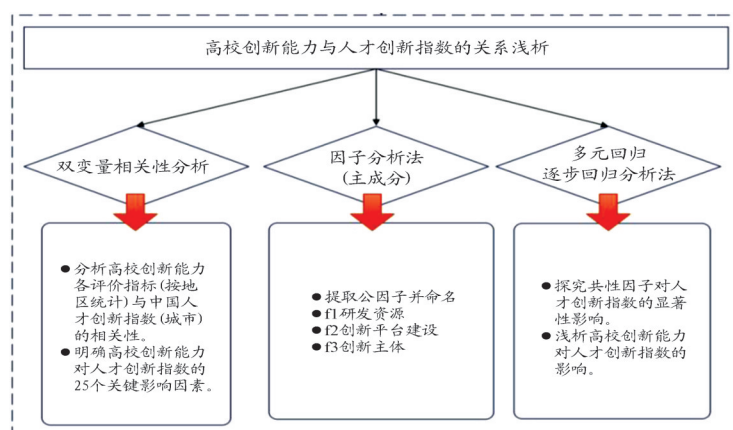 高校创新能力与人才创新指数的关系浅析
双变量相关性分析
因子分析法
(主成分)
多元回归
逐步回归分析法
●分析高校创新能力
各评价指标(按地
区统计)与中国人
才创新指数(城市)
的相关性。
●明确高校创新能力
对人才创新指数的
25个关键影响因素。
●提取公因子并命名
●f1研发资源
●f2创新平台建设
●f3创新主体
●探究共性因子对人
才创新指数的显著
性影响。
●浅析高校创新能力
对人才创新指数的
影响。